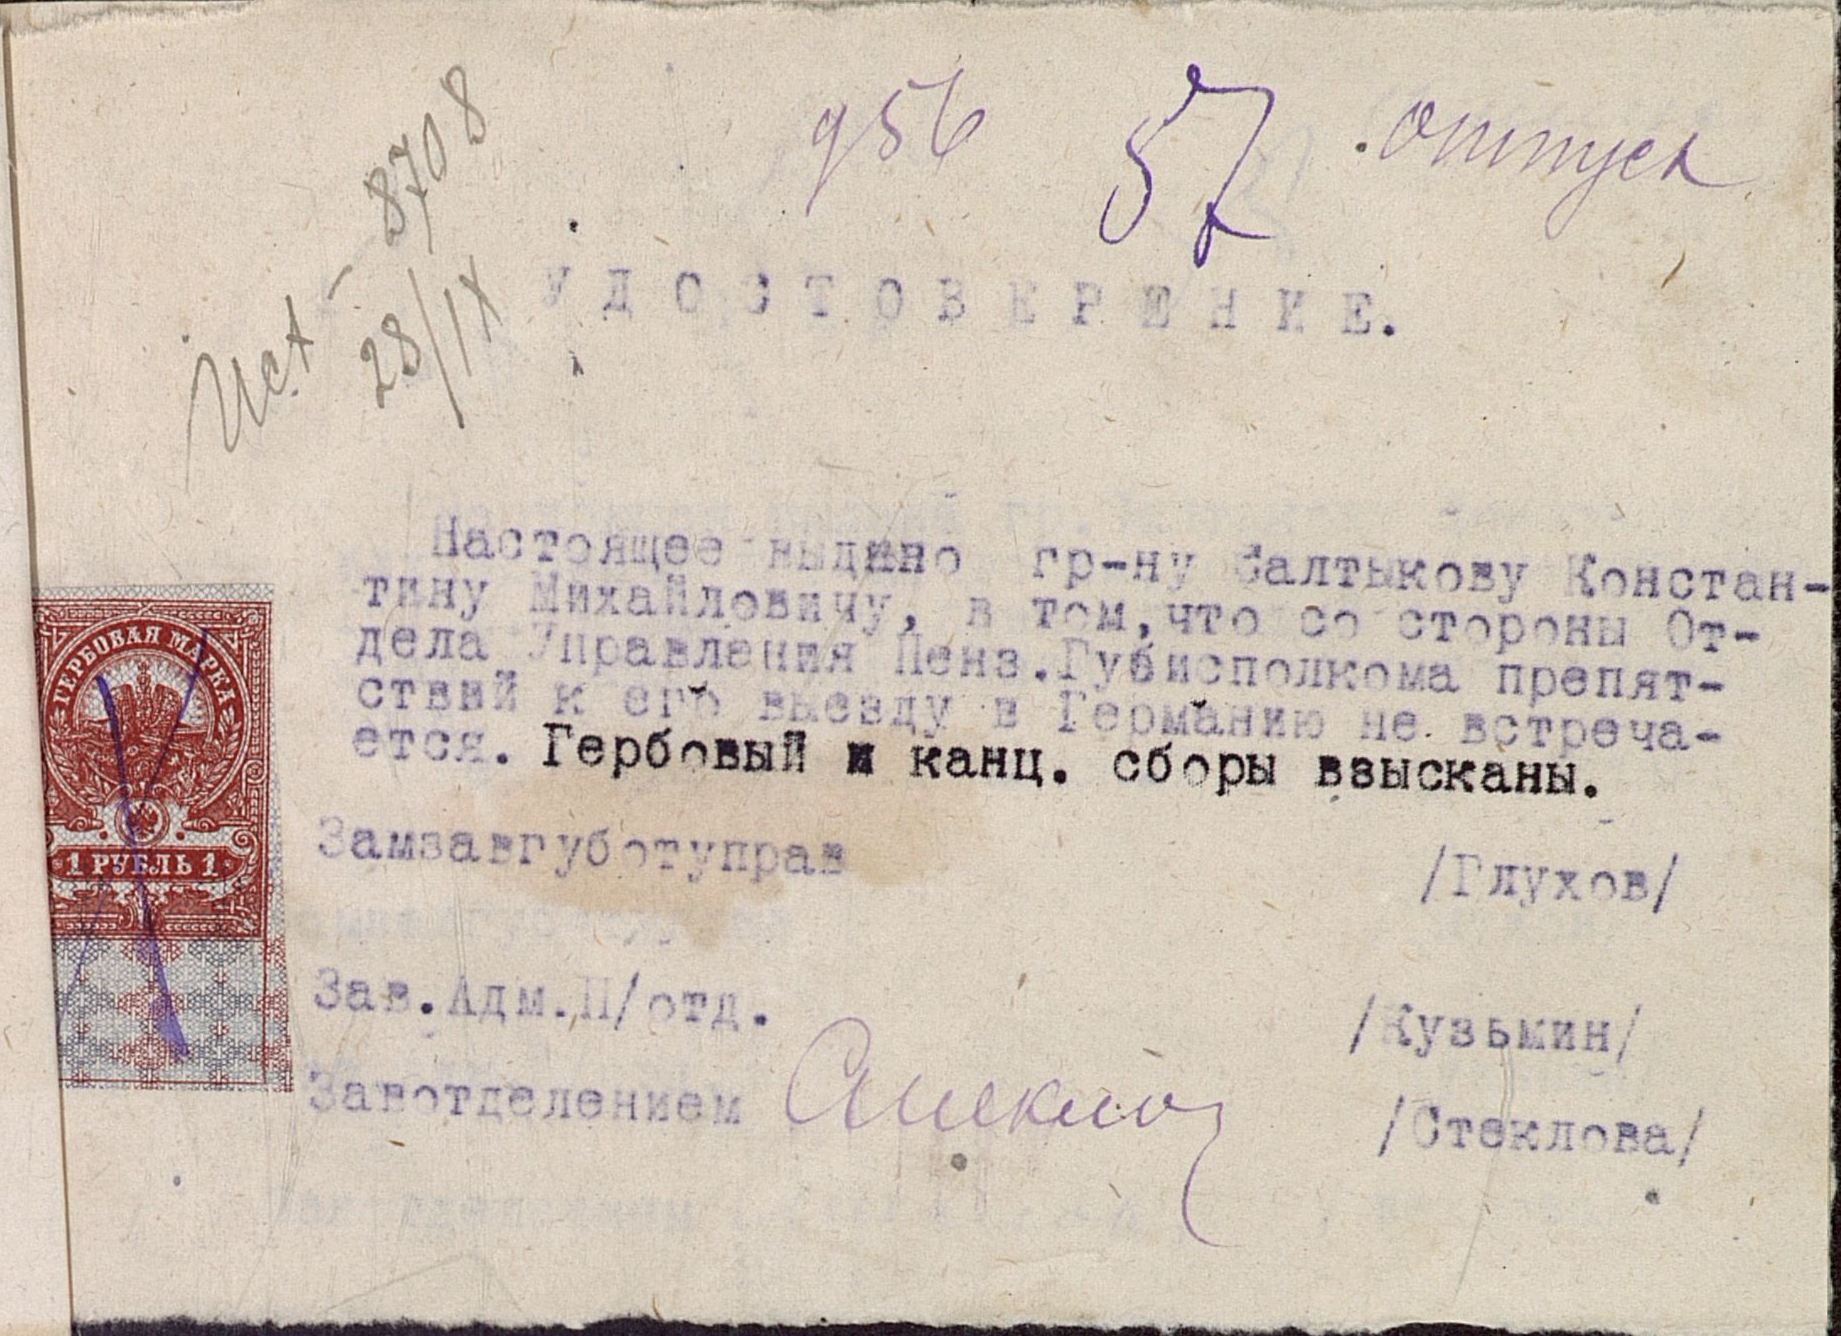 956 57 отпуск
Исх - 8708
28/IX
УДОСТОВЕРЕНИЕ.
Настоящее выдано гр-ну Салтыкову Констан-
тину Михайловичу, в том, что со стороны От-
дела Управления Пенз.Губисполкома препят-
ствий к его выезду в Германию не встреча-
ется. Гербовый и канц. сборы взысканы.
ГЕРБОВАЯ МАРКА
1 РУБЛЬ 1
Замзавгуботуправ /Глухов/
Зав.Адм.П/отд. /Кузьмин/
Завотделением /Стеклова/